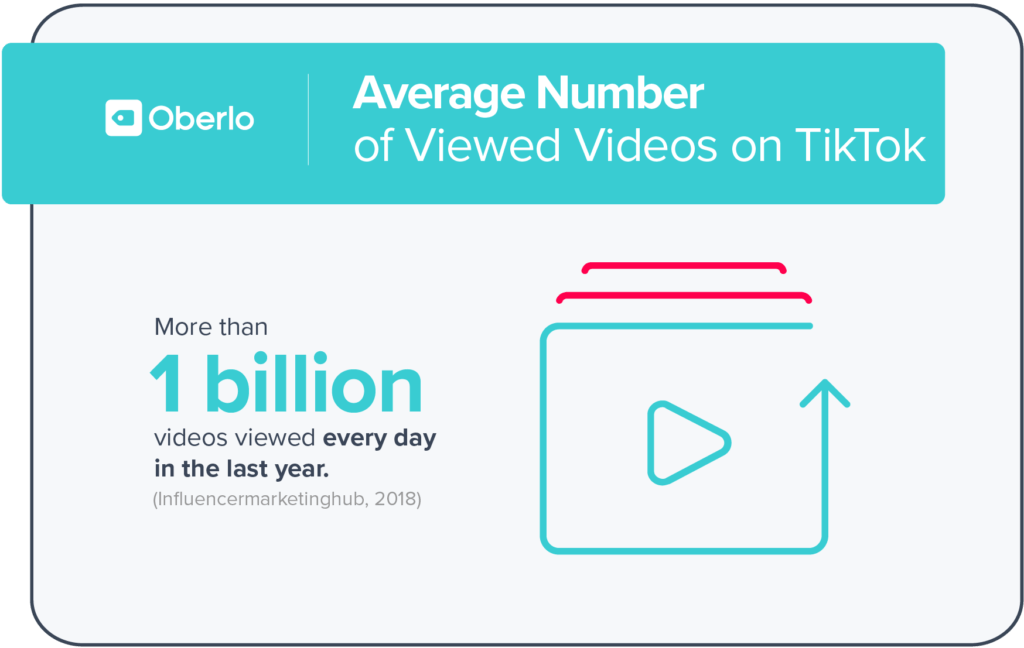 Oberlo
Average Number
of Viewed Videos on TikTok
More than
1 billion
videos viewed every day
in the last year.
(Influencermarketinghub, 2018)